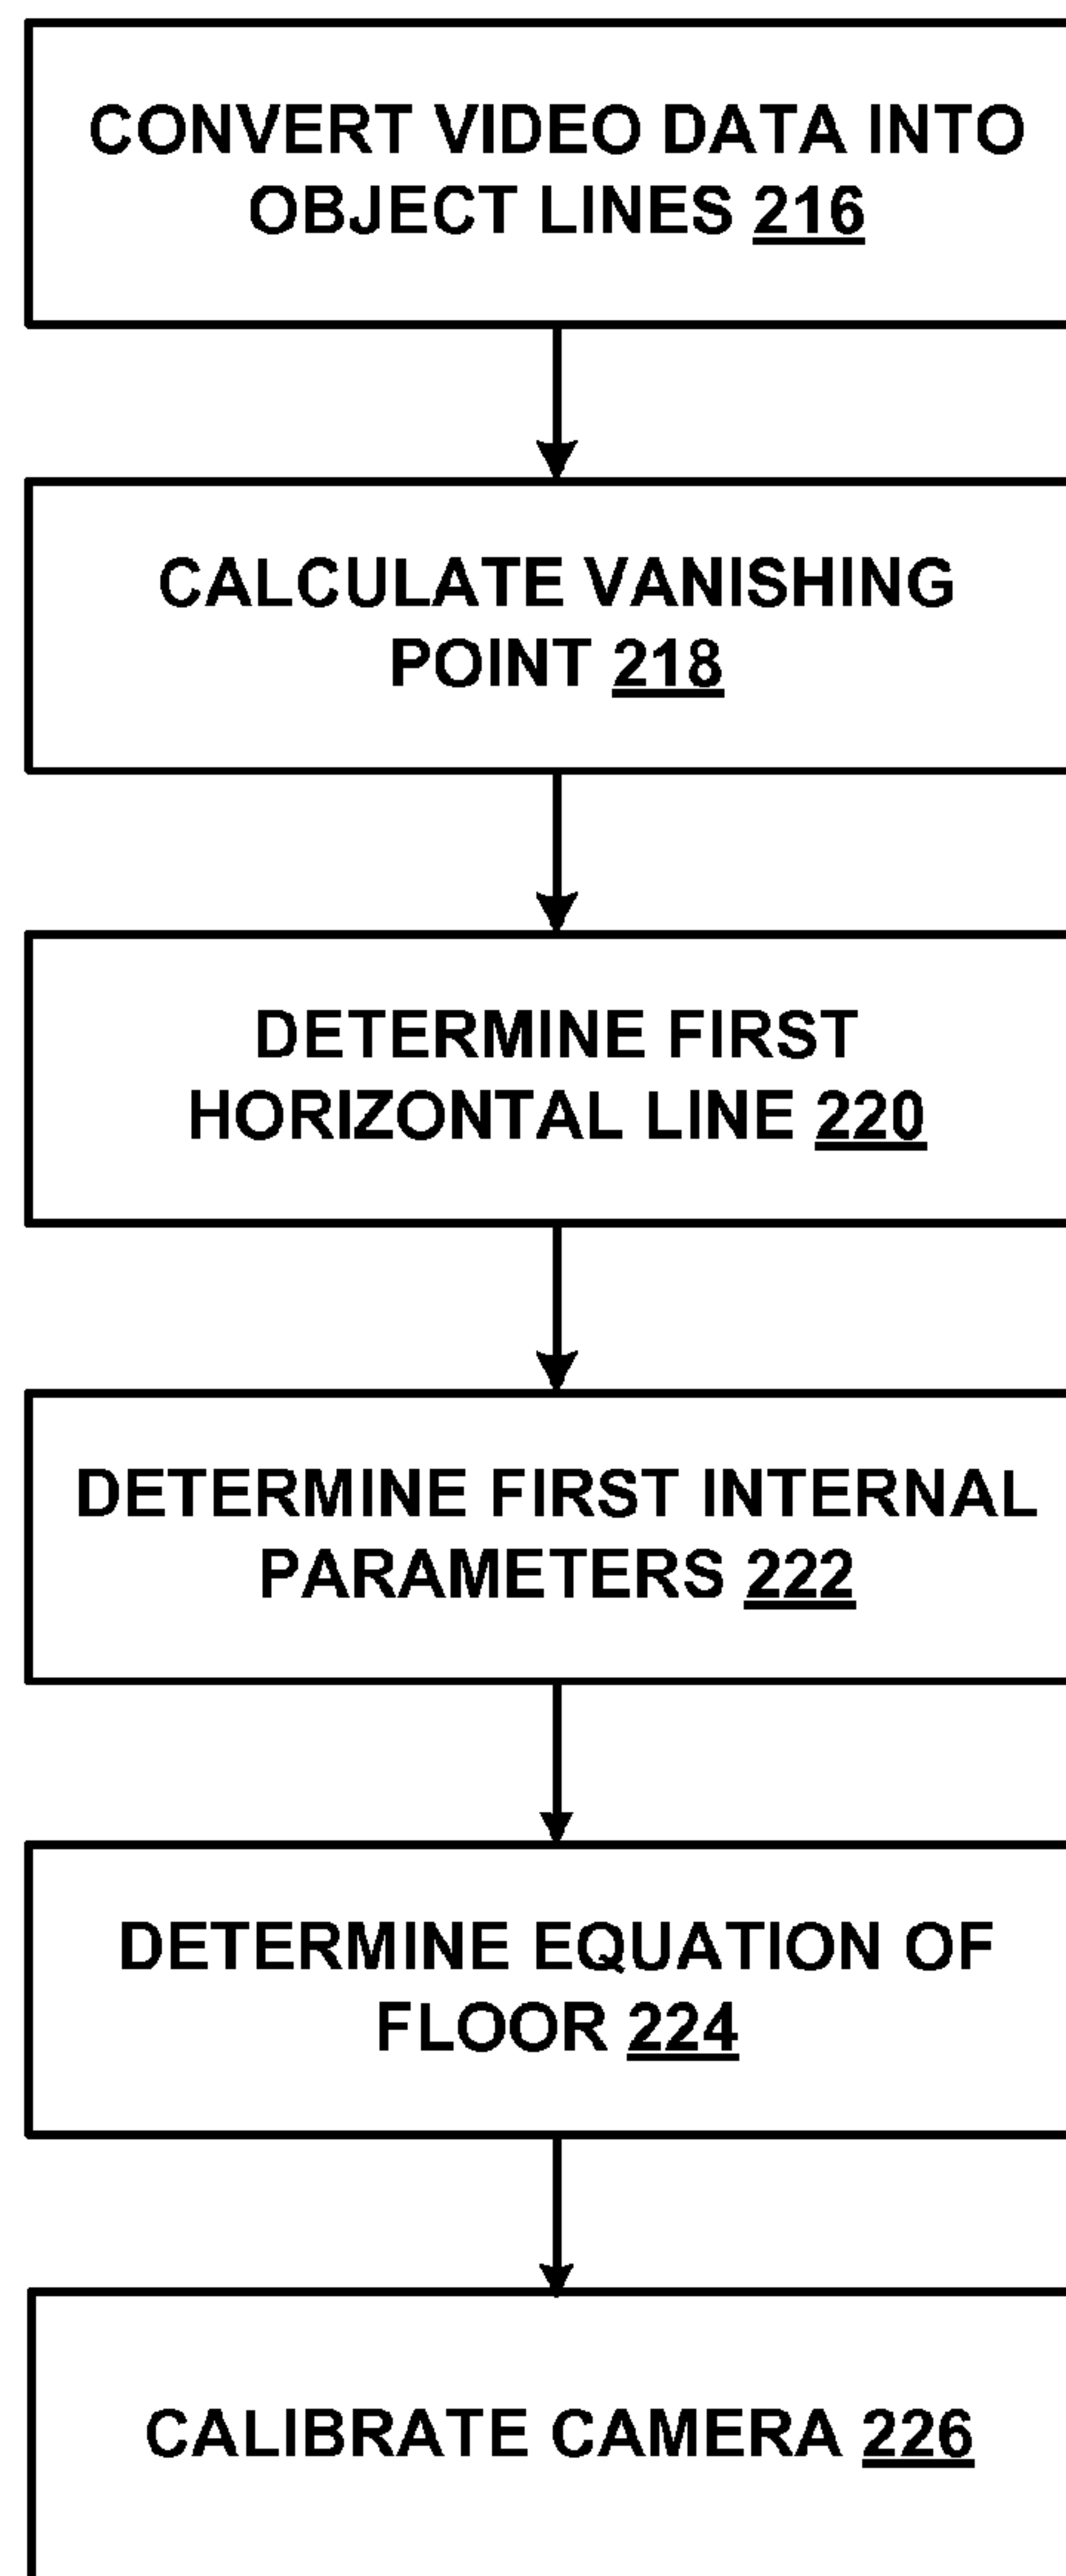 CONVERT VIDEO DATA INTO
OBJECT LINES 216
CALCULATE VANISHING
POINT 218
DETERMINE FIRST
HORIZONTAL LINE 220
DETERMINE FIRST INTERNAL
PARAMETERS 222
DETERMINE EQUATION OF
FLOOR 224
CALIBRATE CAMERA 226